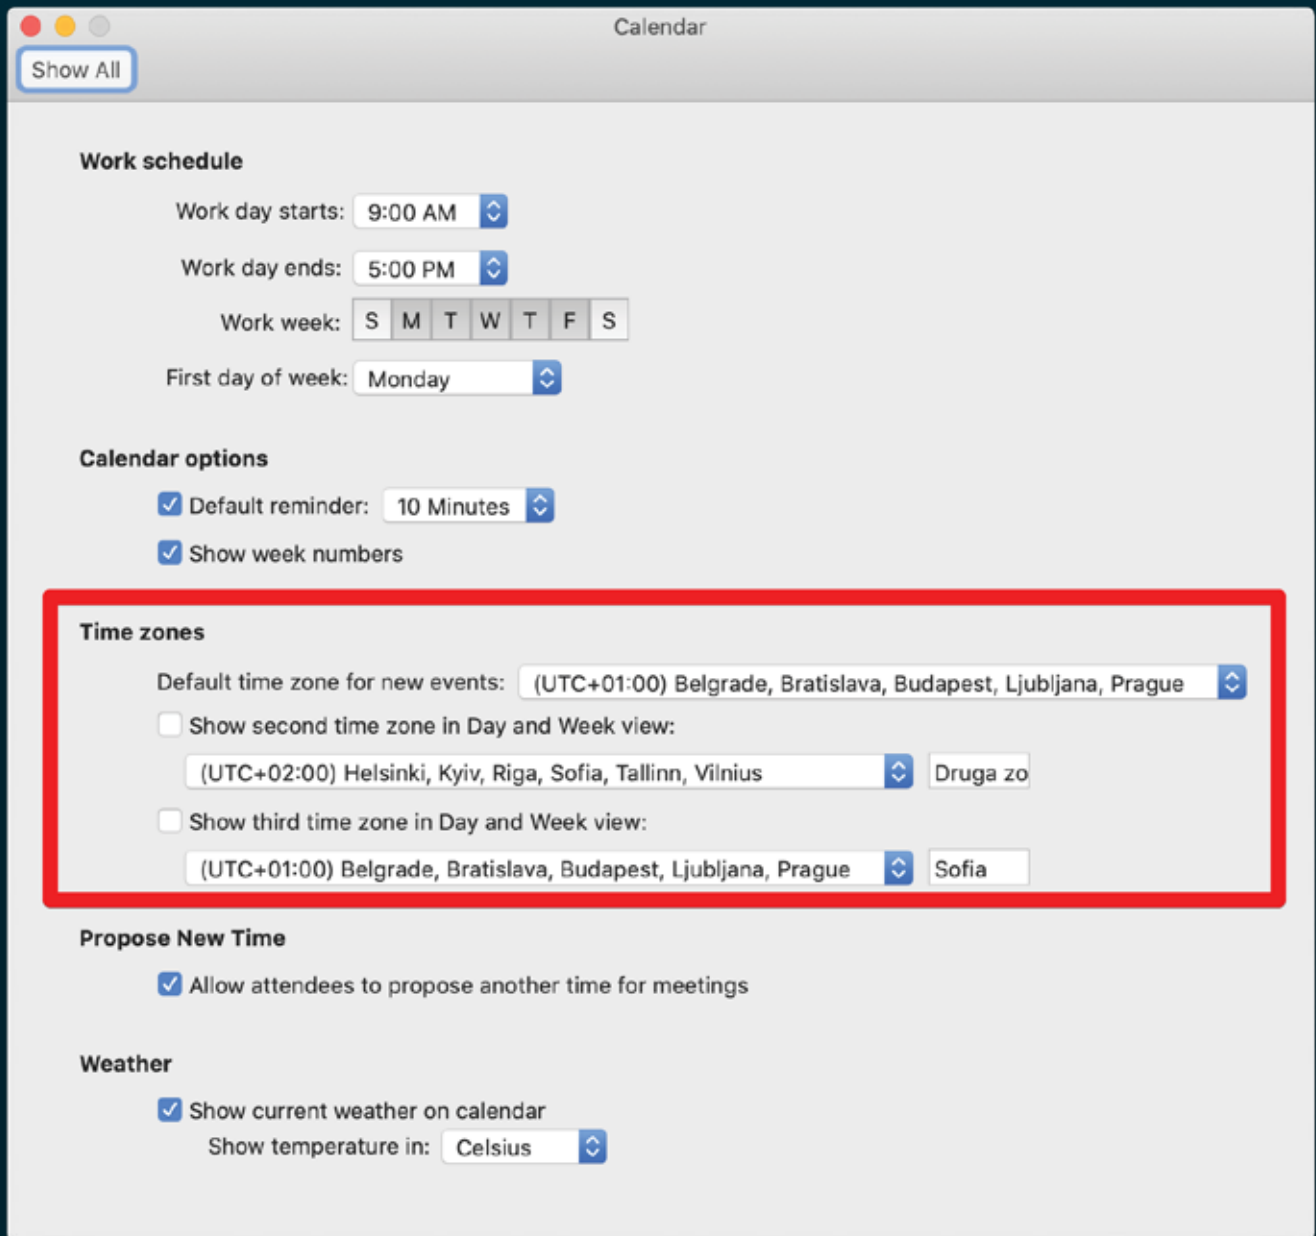 Calendar
Show All
Work schedule
Work day starts: 9:00 AM
Work day ends: 5:00 PM
Work week: S M T W T F S
First day of week: Monday
Calendar options
Default reminder: 10 Minutes
Show week numbers
Time zones
Default time zone for new events: (UTC+01:00) Belgrade, Bratislava, Budapest, Ljubljana, Prague
Show second time zone in Day and Week view:
(UTC+02:00) Helsinki, Kyiv, Riga, Sofia, Tallinn, Vilnius Druga zo
Show third time zone in Day and Week view:
(UTC+01:00) Belgrade, Bratislava, Budapest, Ljubljana, Prague Sofia
Propose New Time
Allow attendees to propose another time for meetings
Weather
Show current weather on calendar
Show temperature in: Celsius